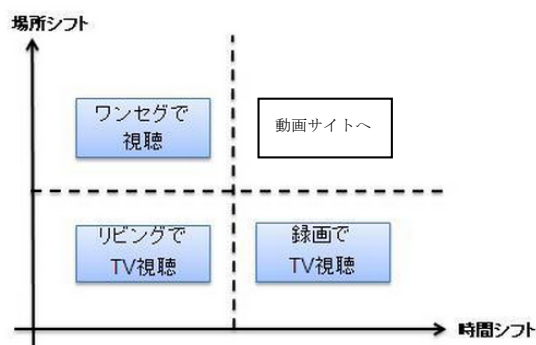 場所シフト
ワンセグで
視聴
動画サイトへ
リビングで
TV視聴
録画で
TV視聴
時間シフト